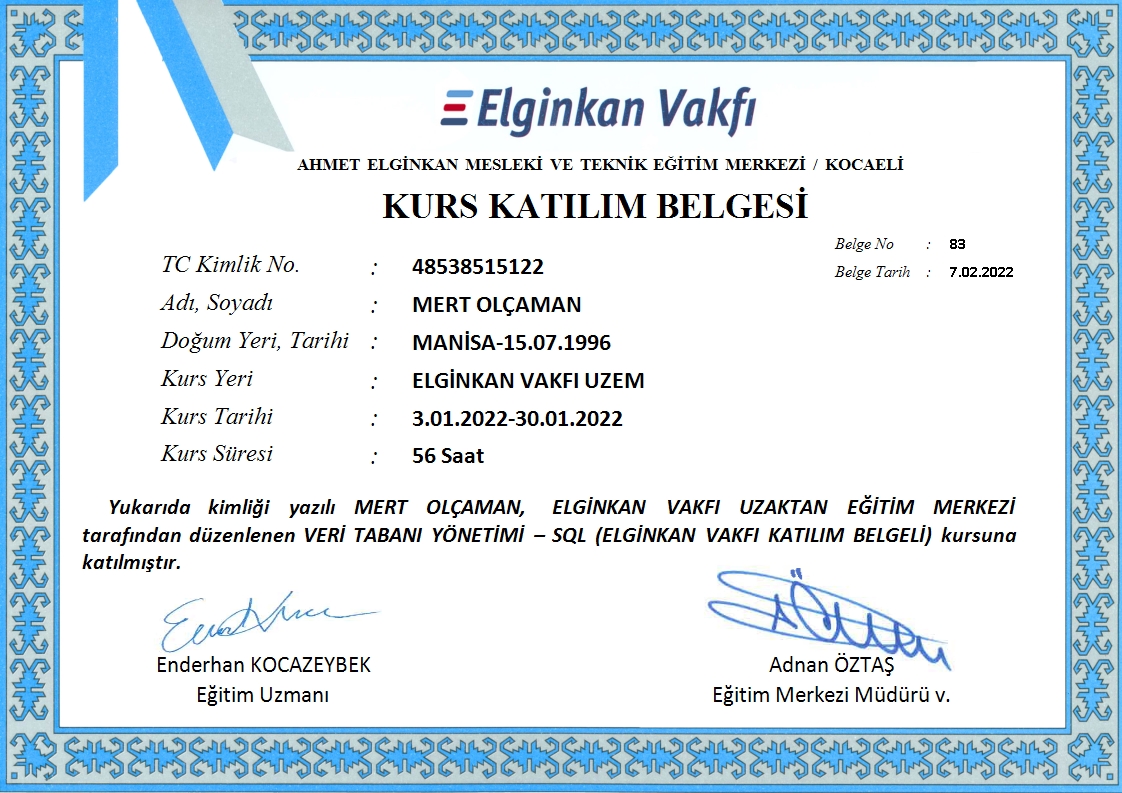 Elginkan Vakfı
AHMET ELGİNKAN MESLEKİ VE TEKNİK EĞİTİM MERKEZİ / KOCAELİ
KURS KATILIM BELGESİ
Belge No : 83
Belge Tarih : 7.02.2022
TC Kimlik No. : 48538515122
Adı, Soyadı : MERT OLÇAMAN
Doğum Yeri, Tarihi : MANİSA-15.07.1996
Kurs Yeri : ELGİNKAN VAKFI UZEM
Kurs Tarihi : 3.01.2022-30.01.2022
Kurs Süresi : 56 Saat
Yukarıda kimliği yazılı MERT OLÇAMAN, ELGİNKAN VAKFI UZAKTAN EĞİTİM MERKEZİ
tarafından düzenlenen VERİ TABANI YÖNETİMİ – SQL (ELGİNKAN VAKFI KATILIM BELGELİ) kursuna
katılmıştır.
Enderhan KOCAZEYBEK
Eğitim Uzmanı
Adnan ÖZTAŞ
Eğitim Merkezi Müdürü v.